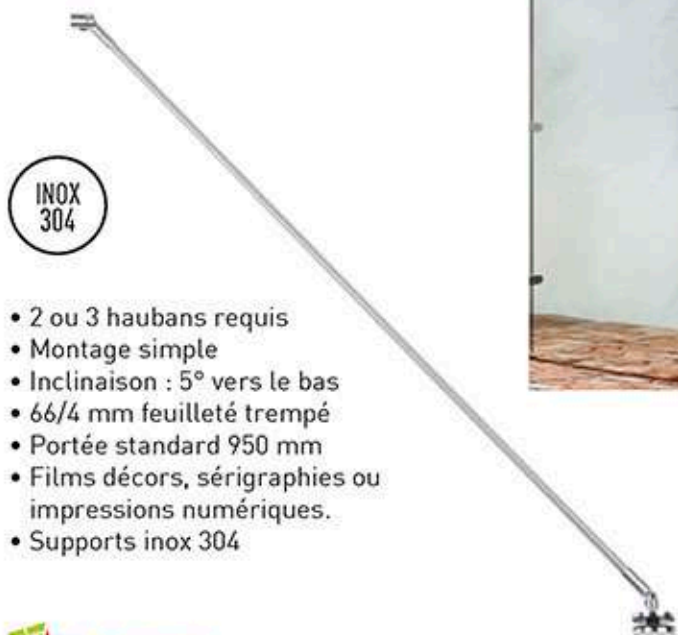 INOX
304
• 2 ou 3 haubans requis
• Montage simple
• Inclinaison : 5° vers le bas
• 66/4 mm feuilleté trempé
• Portée standard 950 mm
• Films décors, sérigraphies ou
impressions numériques.
• Supports inox 304